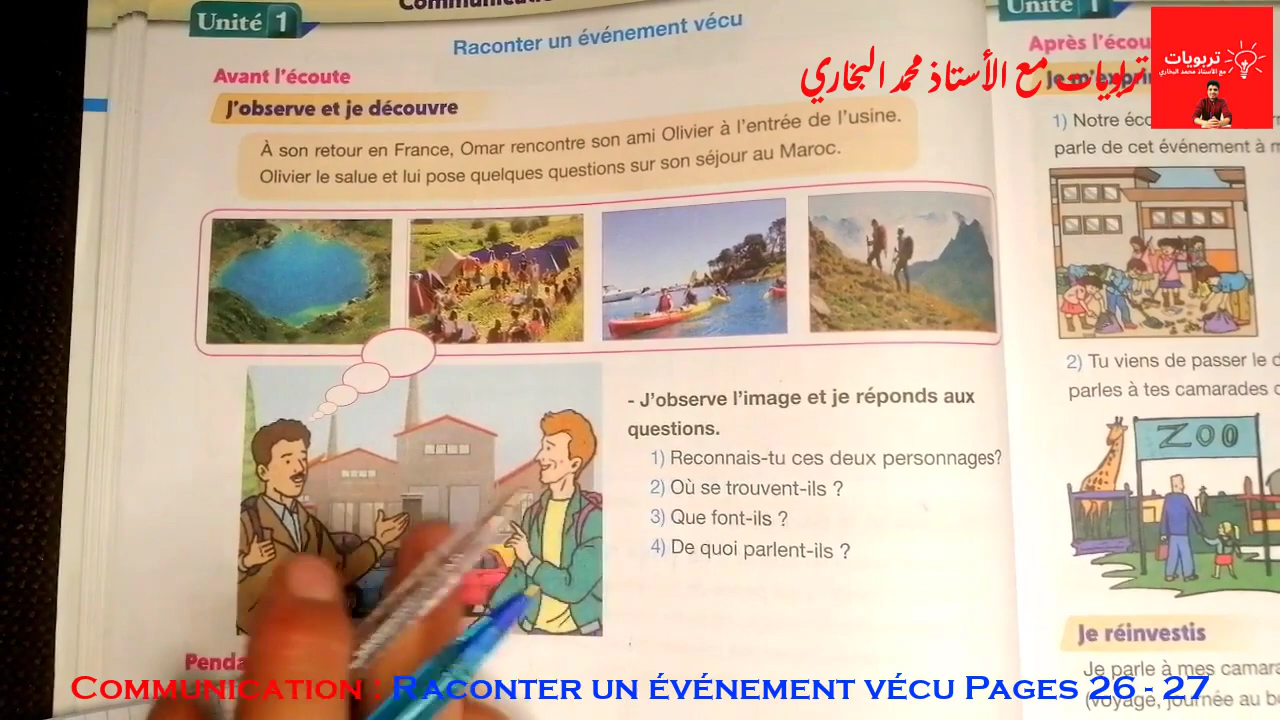 Unité 1
Raconter un événement vécu
Avant l'écoute
J'observe et je découvre
À son retour en France, Omar rencontre son ami Olivier à l'entrée de l'usine.
Olivier le salue et lui pose quelques questions sur son séjour au Maroc.
- J'observe l'image et je réponds aux
questions.
1) Reconnais-tu ces deux personnages?
2) Où se trouvent-ils ?
3) Que font-ils ?
4) De quoi parlent-ils ?
Unité 1
Après
تربويات مع الأستاذ محمد البخاري
تربويات
مع الأستاذ محمد البخاري
1) Notre
parle de cet événement à
2) Tu viens de passer le
parles à tes camarades
ZOO
Je réinvestis
Je parle à mes
(voyage, journée au
Communication : Raconter un événement vécu Pages 26 - 27